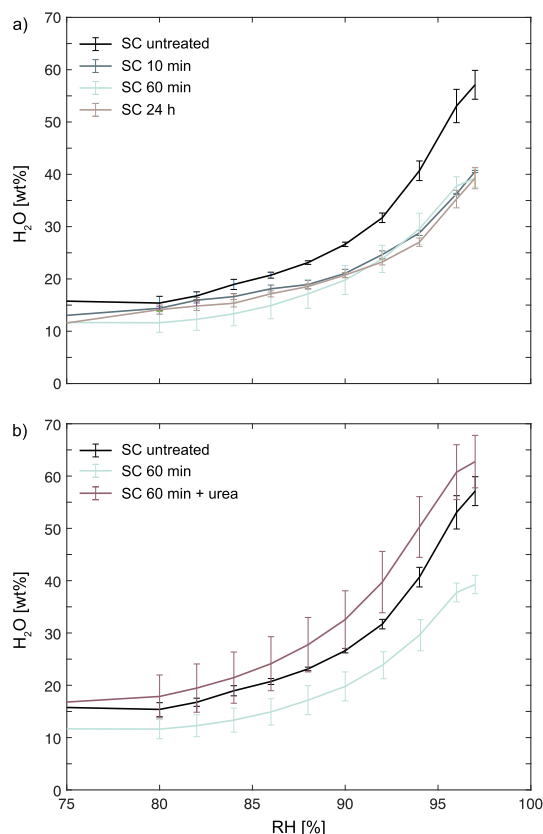 a)
70
60
50
40
30
20
10
0
H₂O [wt%]
SC untreated
SC 10 min
SC 60 min
SC 24 h
b)
70
60
50
40
30
20
10
0
H₂O [wt%]
SC untreated
SC 60 min
SC 60 min + urea
75 80 85 90 95 100
RH [%]